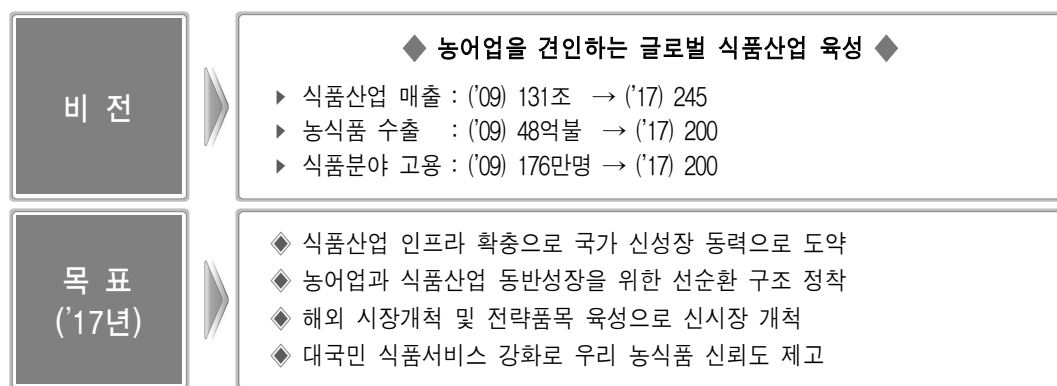 비 전
◆ 농어업을 견인하는 글로벌 식품산업 육성 ◆
▸ 식품산업 매출 : ('09) 131조 → ('17) 245
▸ 농식품 수출 : ('09) 48억불 → ('17) 200
▸ 식품분야 고용 : ('09) 176만명 → ('17) 200
목 표
('17년)
◈ 식품산업 인프라 확충으로 국가 신성장 동력으로 도약
◈ 농어업과 식품산업 동반성장을 위한 선순환 구조 정착
◈ 해외 시장개척 및 전략품목 육성으로 신시장 개척
◈ 대국민 식품서비스 강화로 우리 농식품 신뢰도 제고